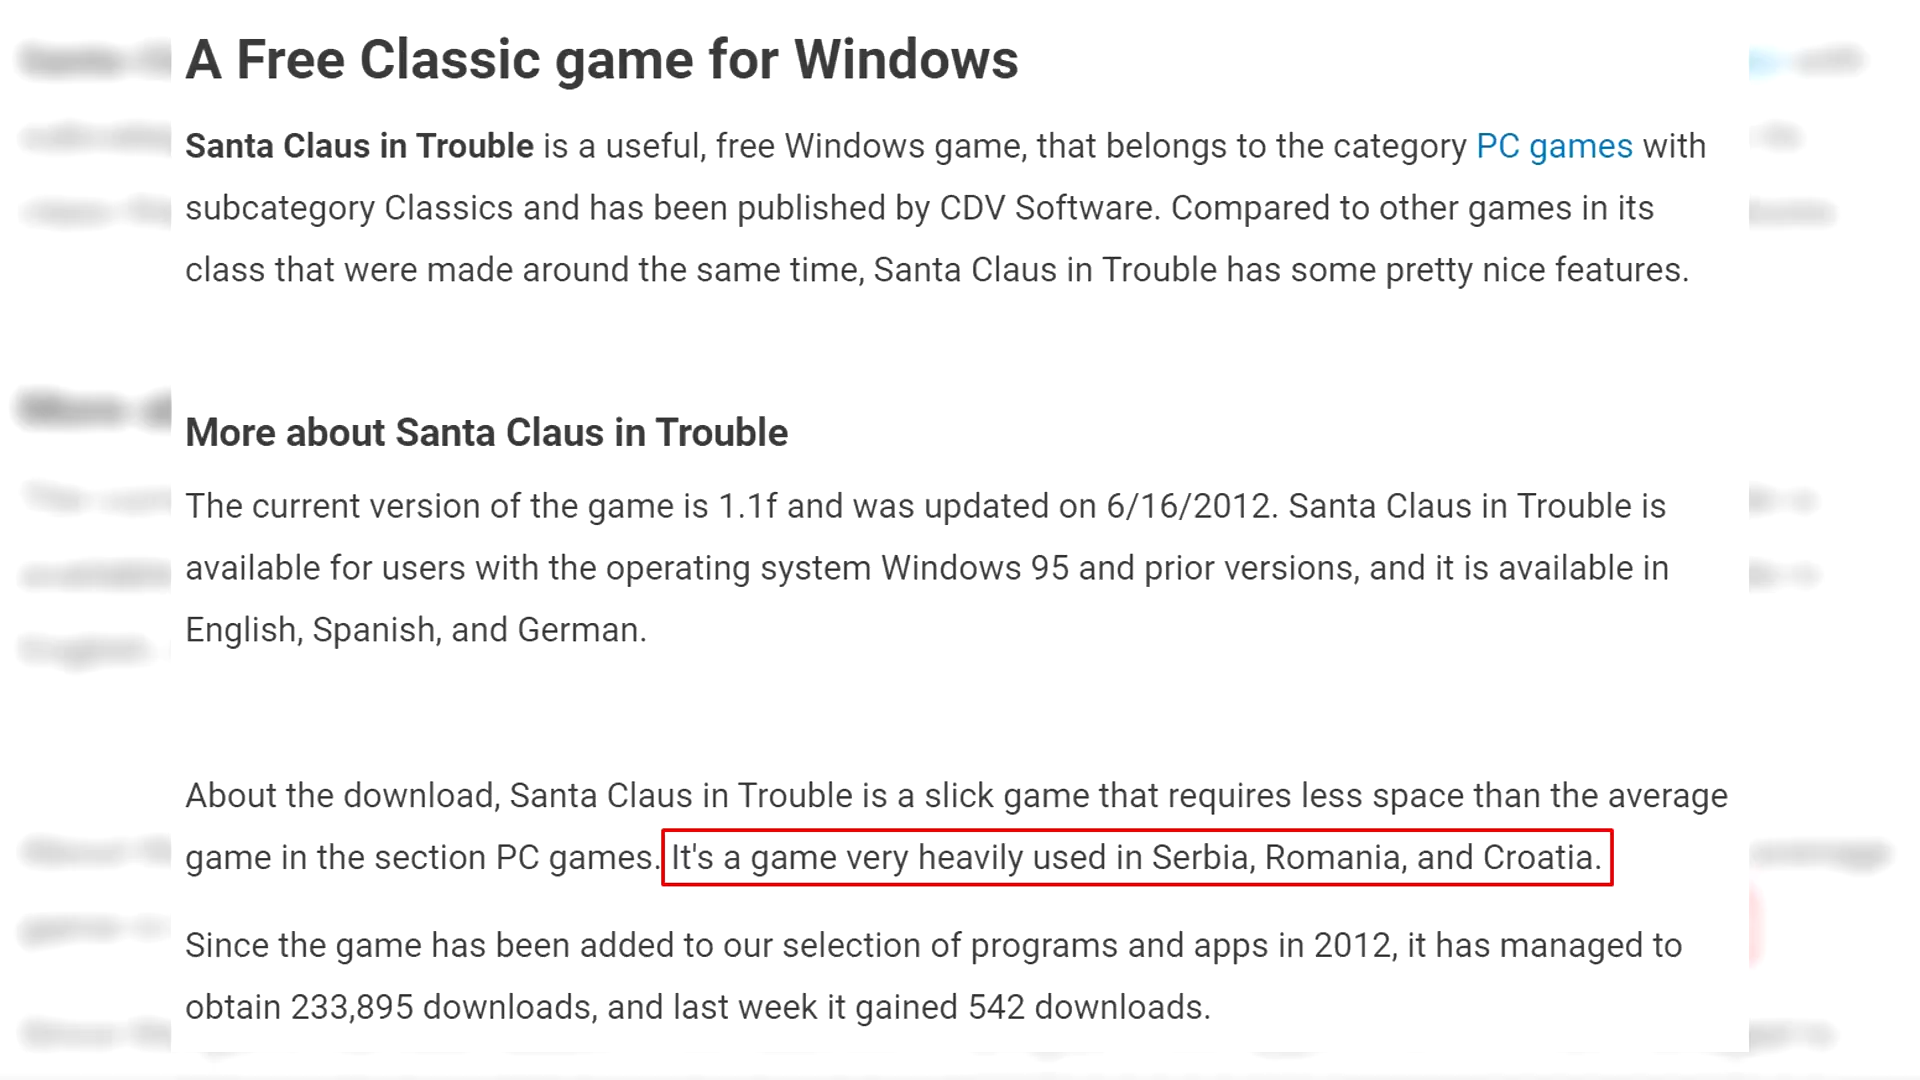 A Free Classic game for Windows
Santa Claus in Trouble is a useful, free Windows game, that belongs to the category PC games with
subcategory Classics and has been published by CDV Software. Compared to other games in its
class that were made around the same time, Santa Claus in Trouble has some pretty nice features.
More about Santa Claus in Trouble
The current version of the game is 1.1f and was updated on 6/16/2012. Santa Claus in Trouble is
available for users with the operating system Windows 95 and prior versions, and it is available in
English, Spanish, and German.
About the download, Santa Claus in Trouble is a slick game that requires less space than the average
game in the section PC games. It's a game very heavily used in Serbia, Romania, and Croatia.
Since the game has been added to our selection of programs and apps in 2012, it has managed to
obtain 233,895 downloads, and last week it gained 542 downloads.